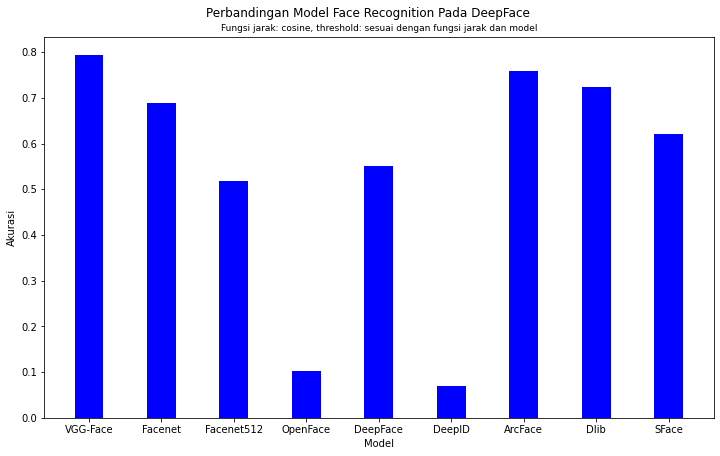 Perbandingan Model Face Recognition Pada DeepFace
Fungsi jarak: cosine, threshold: sesuai dengan fungsi jarak dan model
0.8
0.7
0.6
0.5
0.4
0.3
0.2
0.1
0.0
Akurasi
VGG-Face Facenet Facenet512 OpenFace DeepFace DeepID ArcFace Dlib SFace
Model